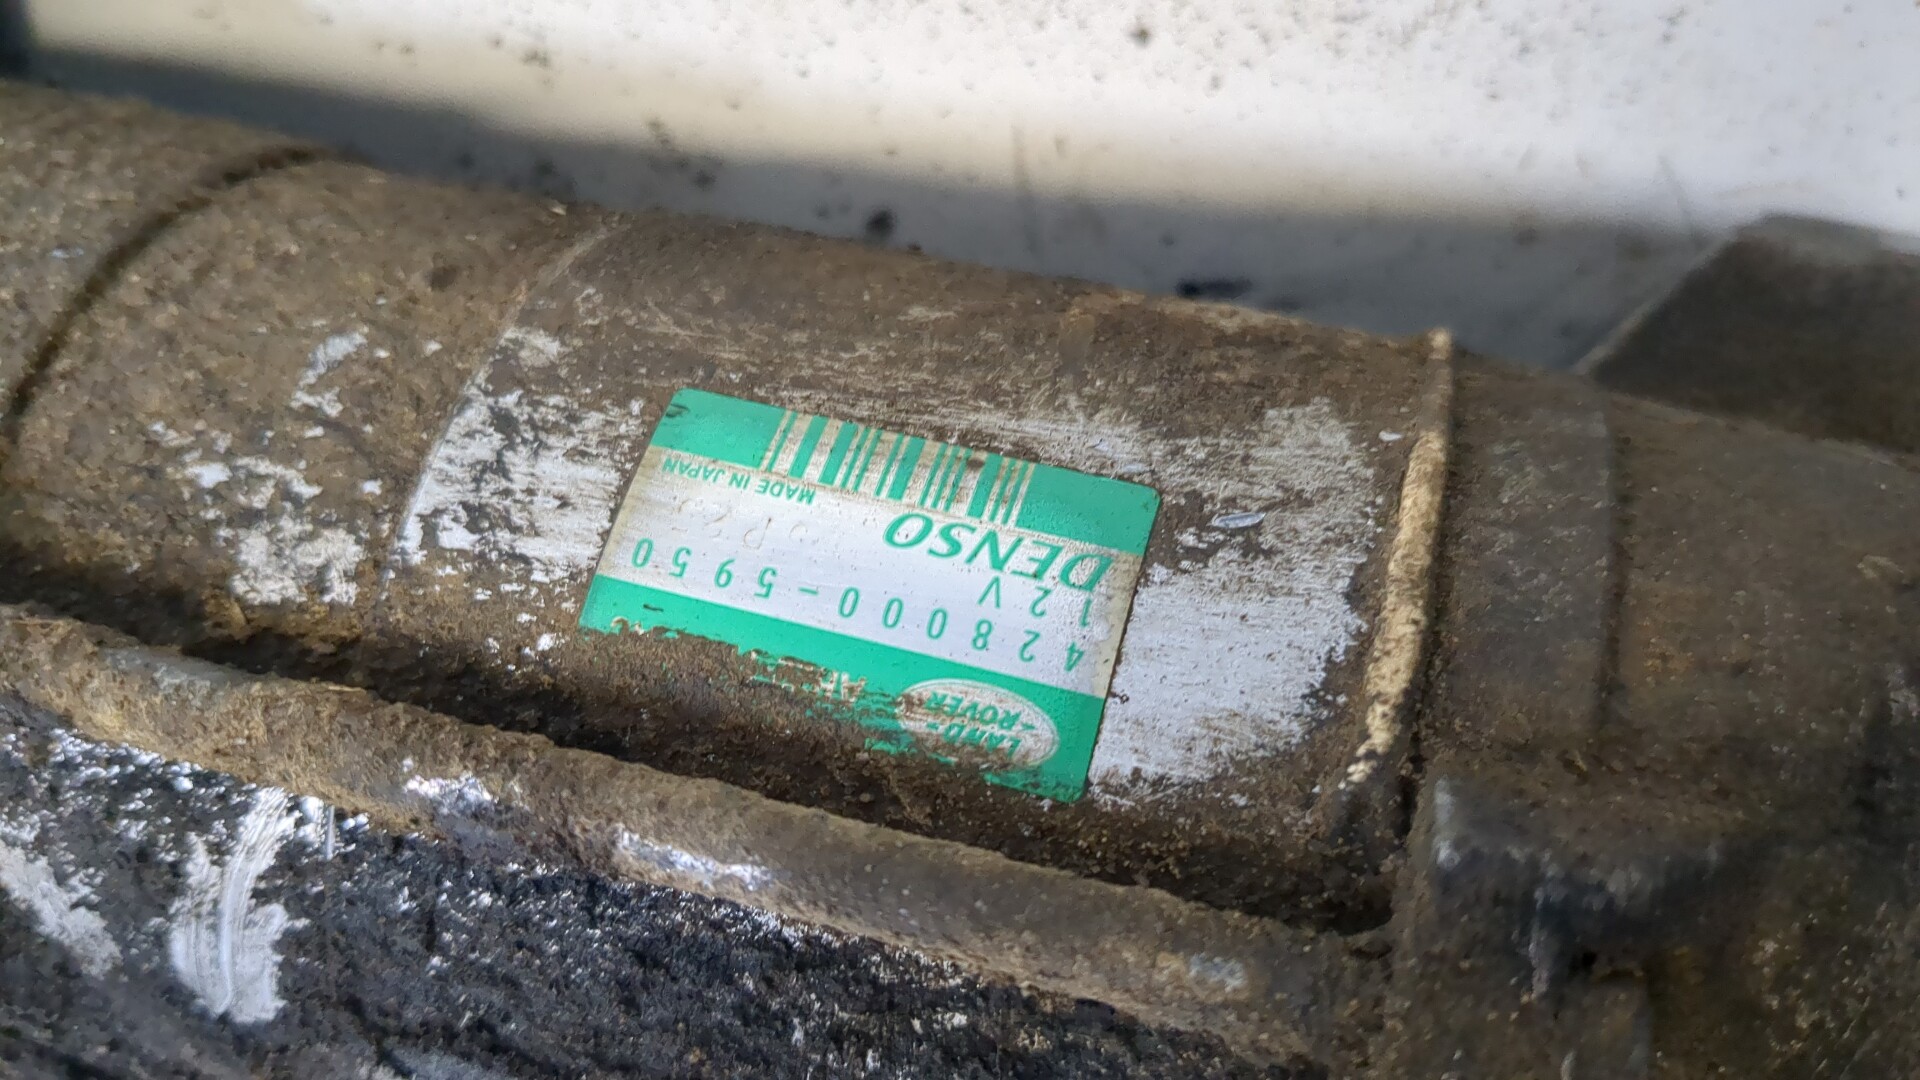 LAND-
-ROVER
428000-5950
12V
DENSO
MADE IN JAPAN